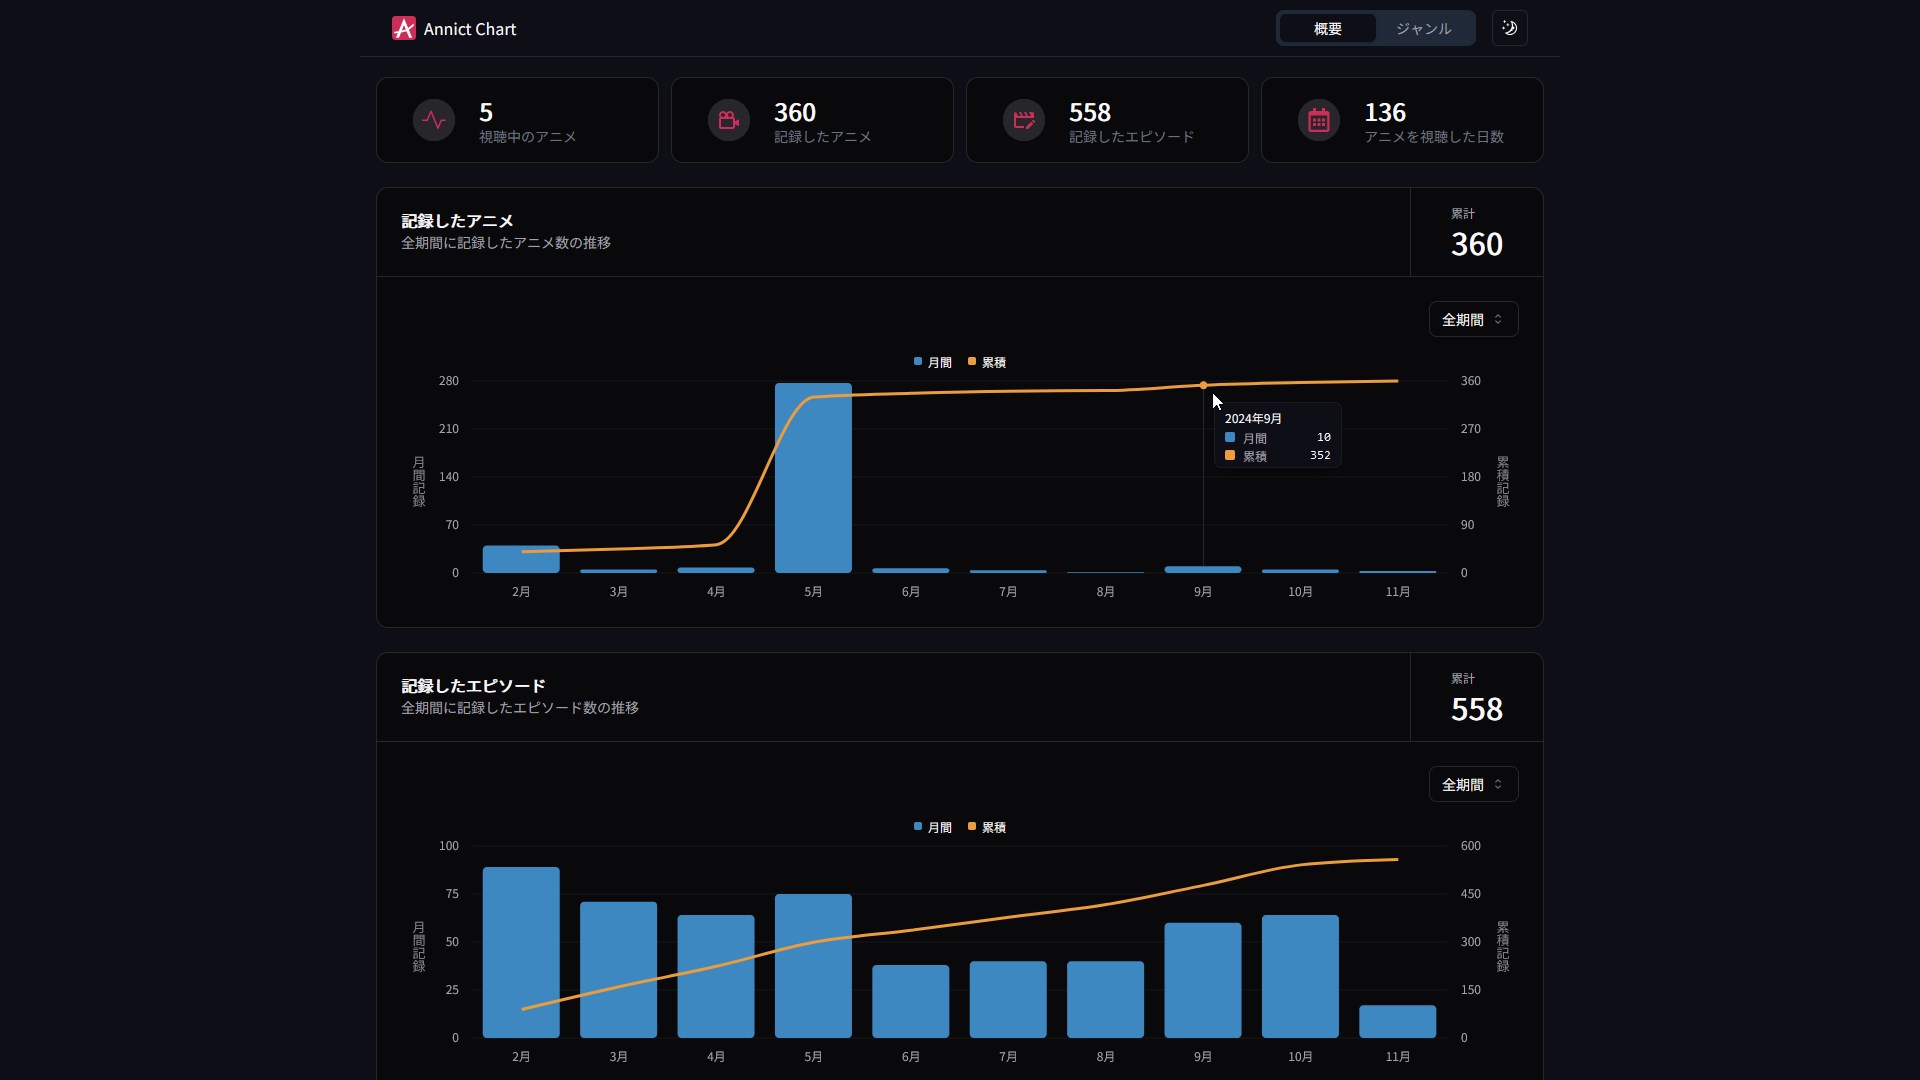 Annict Chart
概要
ジャンル
5
視聴中のアニメ
360
記録したアニメ
558
記録したエピソード
136
アニメを視聴した日数
記録したアニメ
全期間に記録したアニメ数の推移
累計
360
全期間
月間
累積
280
210
140
70
0
月間記録
360
270
180
90
0
累積記録
2024年9月
月間 10
累積 352
2月
3月
4月
5月
6月
7月
8月
9月
10月
11月
記録したエピソード
全期間に記録したエピソード数の推移
累計
558
全期間
月間
累積
100
75
50
25
0
月間記録
600
450
300
150
0
累積記録
2月
3月
4月
5月
6月
7月
8月
9月
10月
11月